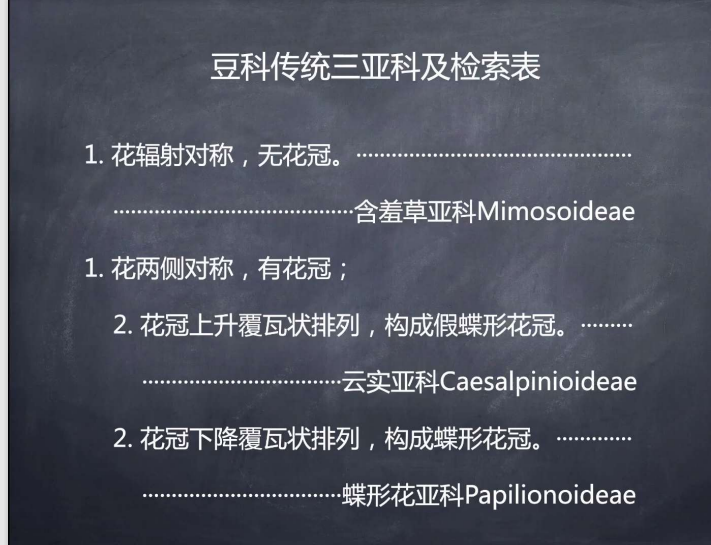 豆科传统三亚科及检索表
1. 花辐射对称，无花冠。·············································
·······································含羞草亚科Mimosoideae
1. 花两侧对称，有花冠；
2. 花冠上升覆瓦状排列，构成假蝶形花冠。·········
·································云实亚科Caesalpinioideae
2. 花冠下降覆瓦状排列，构成蝶形花冠。·············
·································蝶形花亚科Papilionoideae